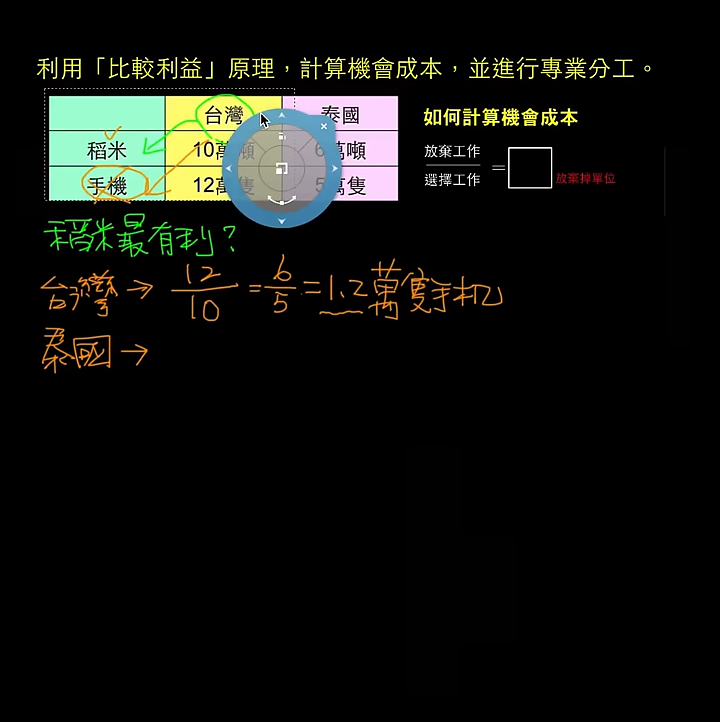 利用「比較利益」原理，計算機會成本，並進行專業分工。
台灣 泰國
稻米 10萬噸 6萬噸
手機 12萬隻 5萬隻
如何計算機會成本
放棄工作
選擇工作
= 放棄掉單位
稻米最有利？
台灣→ 12/10 = 6/5 = 1.2萬隻手机
泰國→